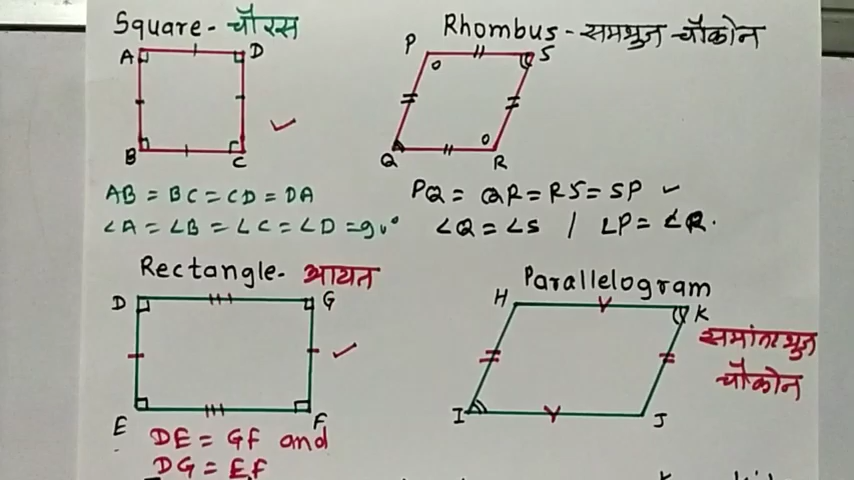 Square - चौरस
A D
B C
AB = BC = CD = DA
∠A = ∠B = ∠C = ∠D = 90°
Rhombus - समभुज चौकोन
P S
Q R
PQ = QR = RS = SP
∠Q = ∠S / ∠P = ∠R.
Rectangle - आयत
D G
E F
DE = GF and
DG = EF
Parallelogram
समांतरभुज
चौकोन
H K
I J